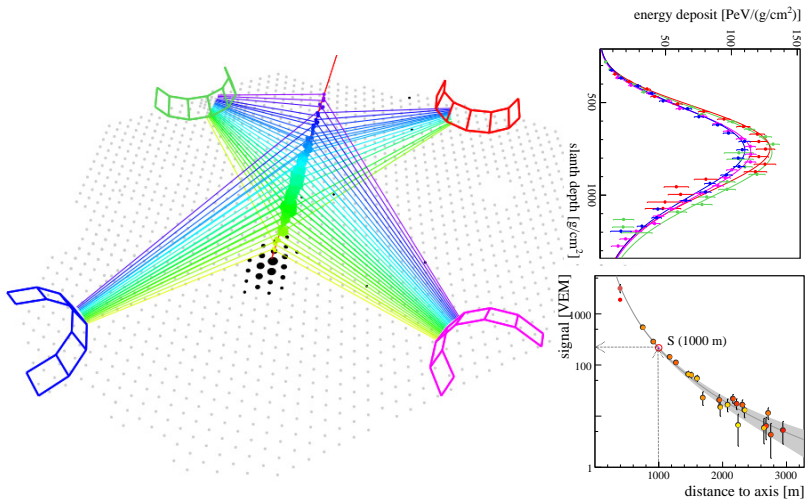 energy deposit [PeV/(g/cm²)]
50
100
150
500
1000
slanth depth [g/cm²]
signal [VEM]
1000
100
1
S (1000 m)
1000
2000
3000
distance to axis [m]